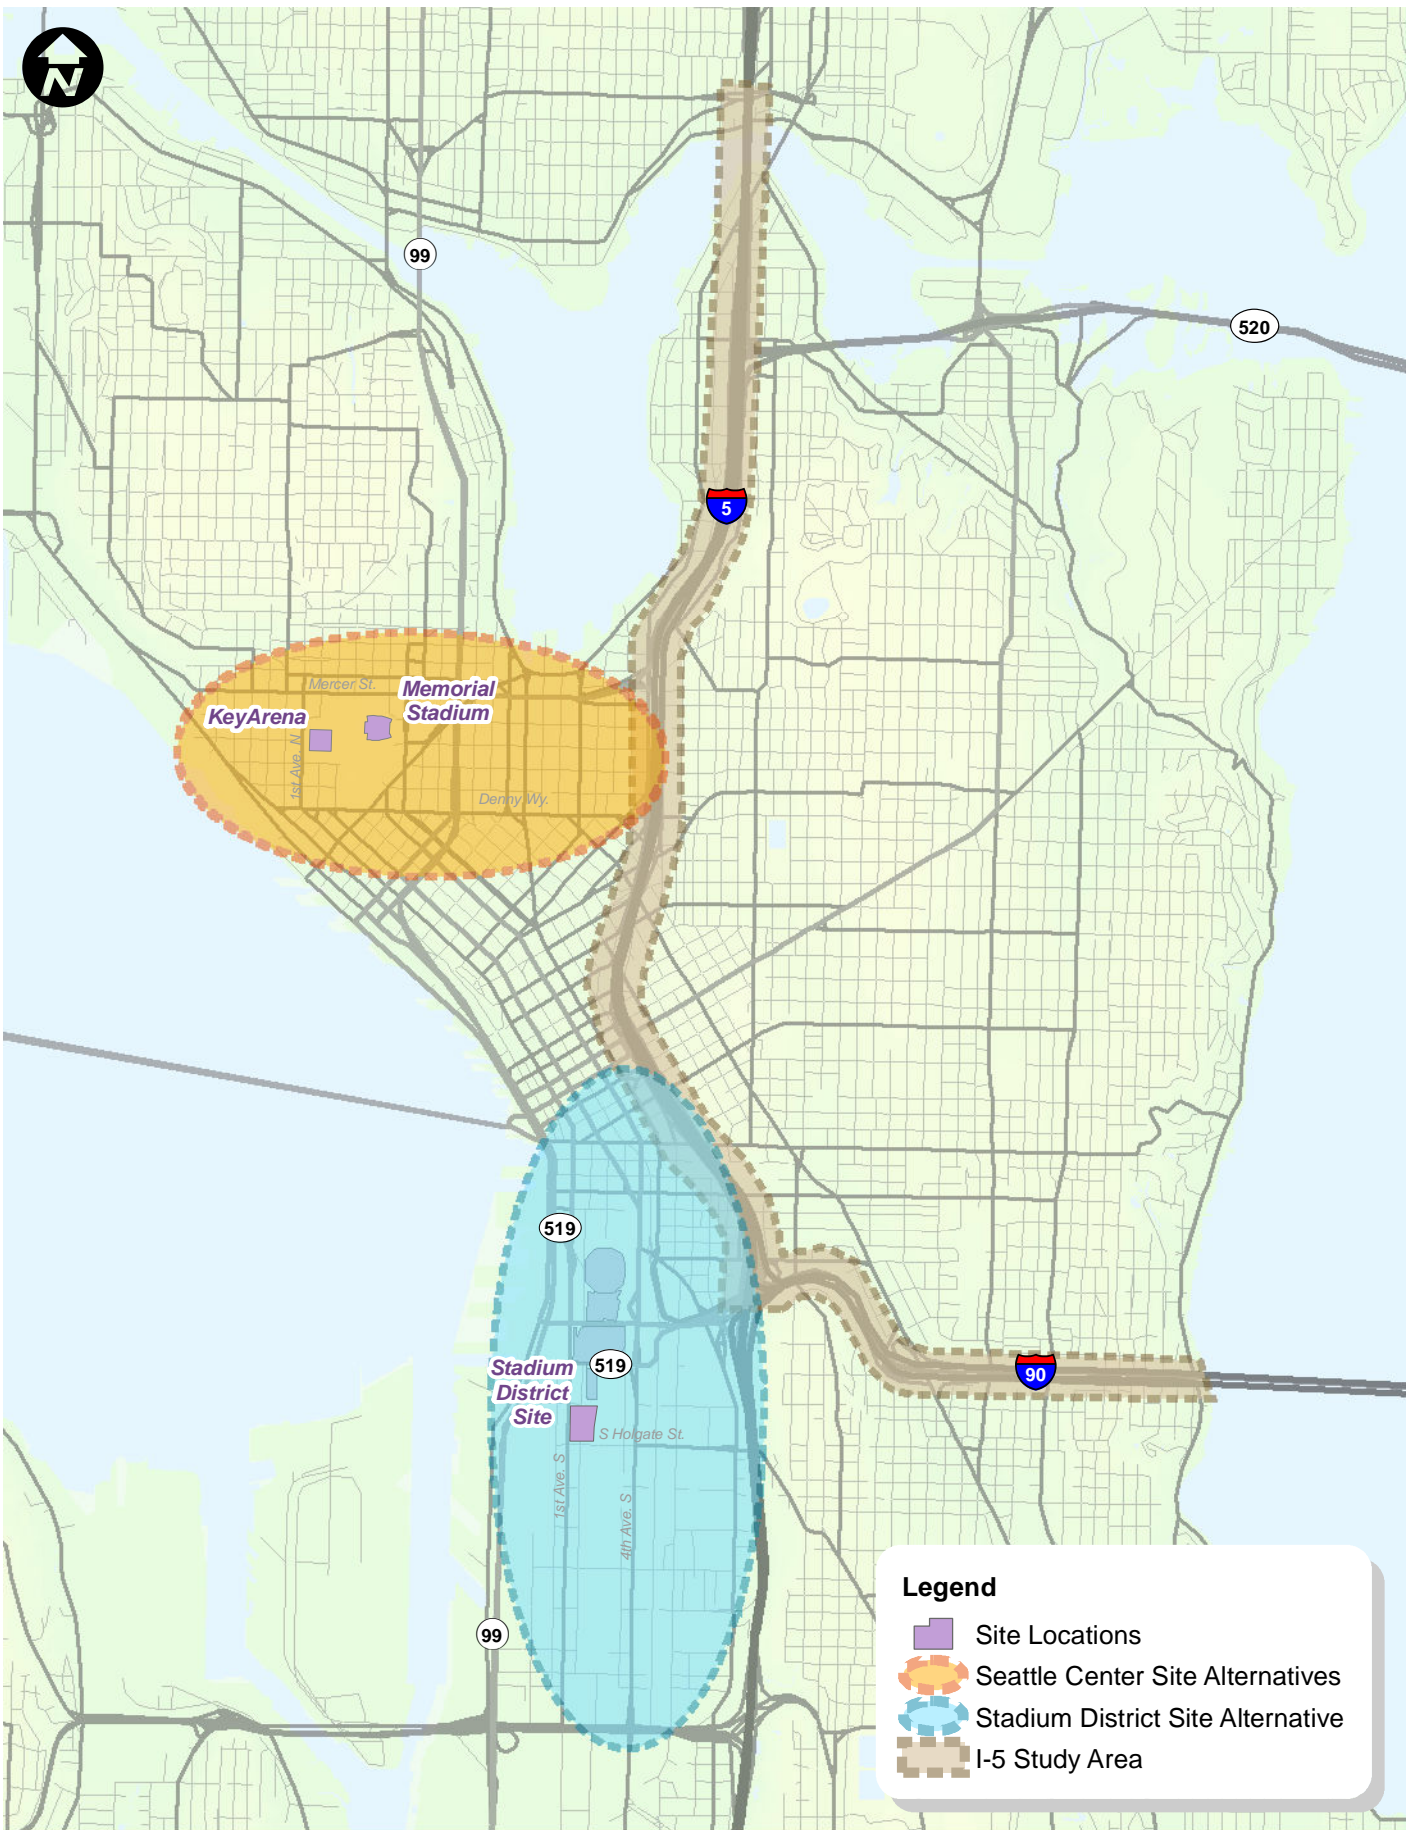 N
99
520
5
Mercer St.
Memorial
Stadium
KeyArena
1st Ave. N
Denny Wy.
519
Stadium
District
Site
519
90
S Holgate St.
1st Ave. S
4th Ave. S
99
Legend
Site Locations
Seattle Center Site Alternatives
Stadium District Site Alternative
I-5 Study Area